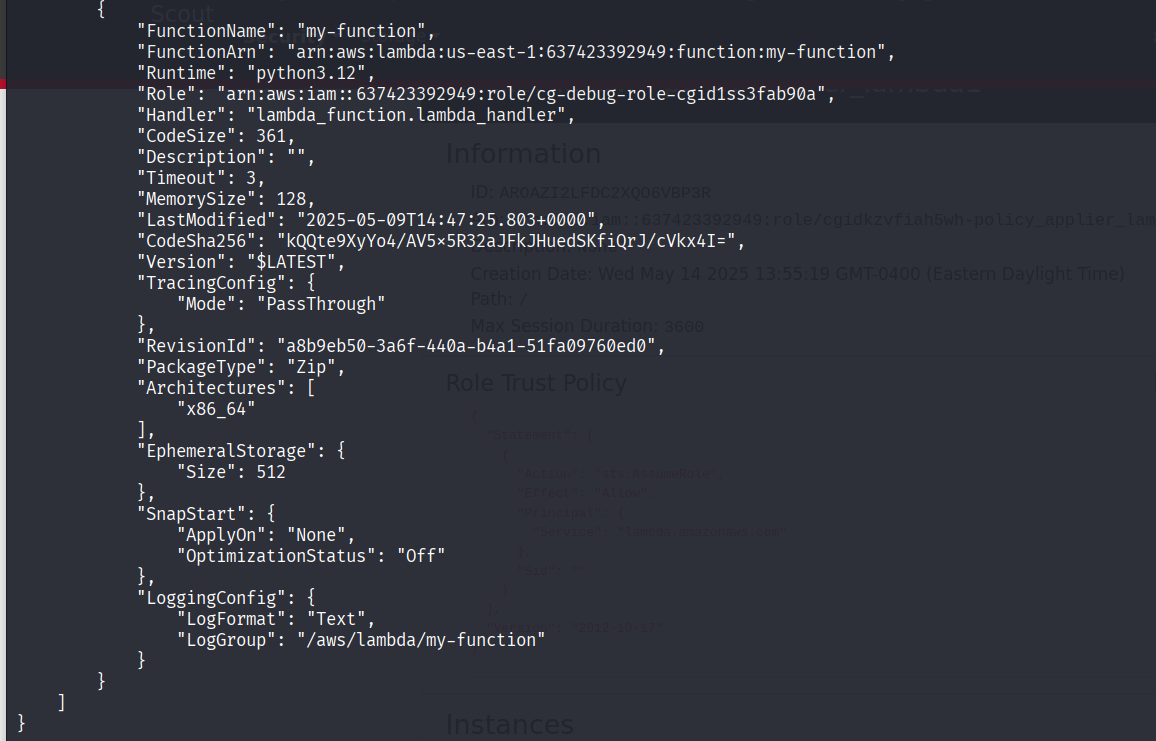 Scout
{
"FunctionName": "my-function",
"FunctionArn": "arn:aws:lambda:us-east-1:637423392949:function:my-function",
"Runtime": "python3.12",
"Role": "arn:aws:iam::637423392949:role/cg-debug-role-cgid1ss3fab90a",
"Handler": "lambda_function.lambda_handler",
"CodeSize": 361,
Information
"Description": "",
"Timeout": 3,
"MemorySize": 128,
ID: AROAZI2LFDC2XQO6VBP3R
"LastModified": "2025-05-09T14:47:25.803+0000",
am::637423392949:role/cgidkzvfiah5wh-policy_applier_lam
"CodeSha256": "kQQte9XyYo4/AV5×5R32aJFkJHuedSKfiQrJ/cVkx4I=",
"Version": "$LATEST",
Creation Date: Wed May 14 2025 13:55:19 GMT-0400 (Eastern Daylight Time)
"TracingConfig": {
Path: /
"Mode": "PassThrough"
},
Max Session Duration: 3600
"RevisionId": "a8b9eb50-3a6f-440a-b4a1-51fa09760ed0",
"PackageType": "Zip",
Role Trust Policy
"Architectures": [
"x86_64"
],
{
"Statement": [
"EphemeralStorage": {
"Size": 512
"Action": "sts:AssumeRole",
},
"Effect": "Allow"
"SnapStart": {
"Principal": {
"ApplyOn": "None",
"Service": "lambda.amazonaws.com"
"OptimizationStatus": "Off"
},
"Sid": ""
"LoggingConfig": {
"LogFormat": "Text",
"Version": "2012-10-17"
"LogGroup": "/aws/lambda/my-function"
}
}
]
}
Instances